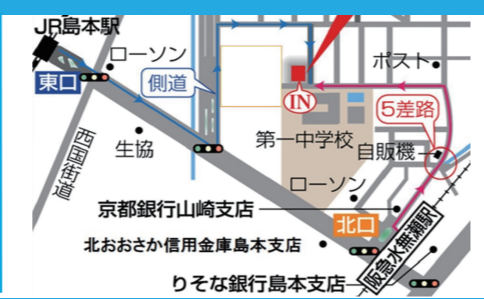 JR島本駅
ローソン
ポスト
東口
側道
IN
5差路
西国街道
生協
第一中学校
自販機
ローソン
京都銀行山崎支店
北口
阪急水無瀬駅
北おおさか信用金庫島本支店
りそな銀行島本支店